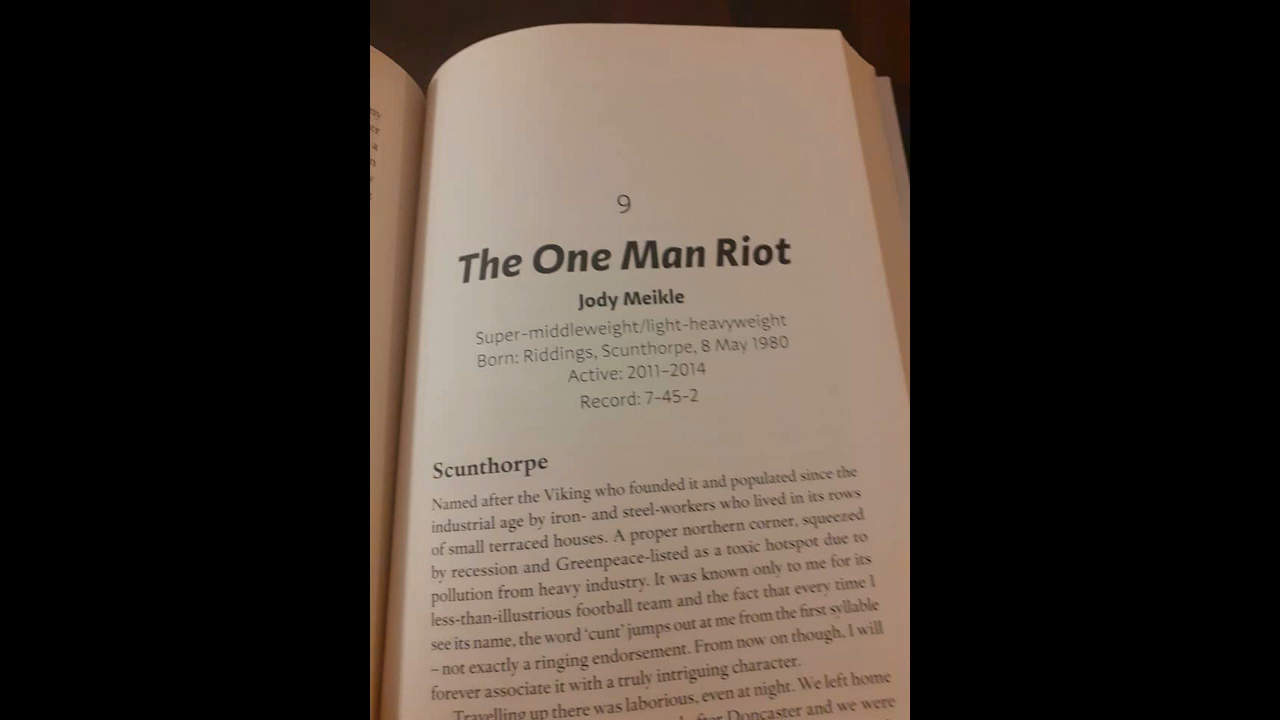 my
er
a
9
The One Man Riot
Jody Meikle
Super-middleweight/light-heavyweight
Born: Riddings, Scunthorpe, 8 May 1980
Active: 2011–2014
Record: 7-45-2
Scunthorpe
Named after the Viking who founded it and populated since the
industrial age by iron- and steel-workers who lived in its rows
of small terraced houses. A proper northern corner, squeezed
by recession and Greenpeace-listed as a toxic hotspot due to
pollution from heavy industry. It was known only to me for its
less-than-illustrious football team and the fact that every time I
see its name, the word ‘cunt’ jumps out at me from the first syllable
– not exactly a ringing endorsement. From now on though, I will
forever associate it with a truly intriguing character.
Travelling up there was laborious, even at night. We left home
after Doncaster and we were